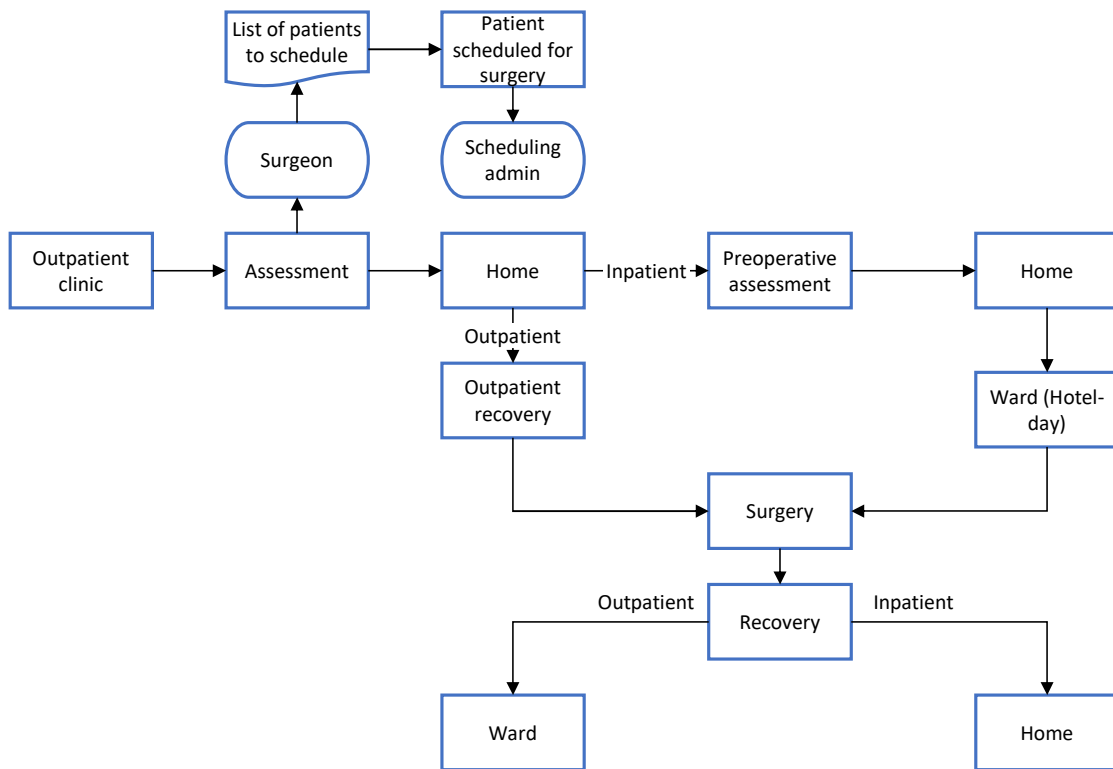 List of patients
to schedule
Patient
scheduled for
surgery
Surgeon
Scheduling
admin
Outpatient
clinic
Assessment
Home
Inpatient
Preoperative
assessment
Home
Outpatient
Outpatient
recovery
Ward (Hotel-
day)
Surgery
Outpatient
Recovery
Inpatient
Ward
Home